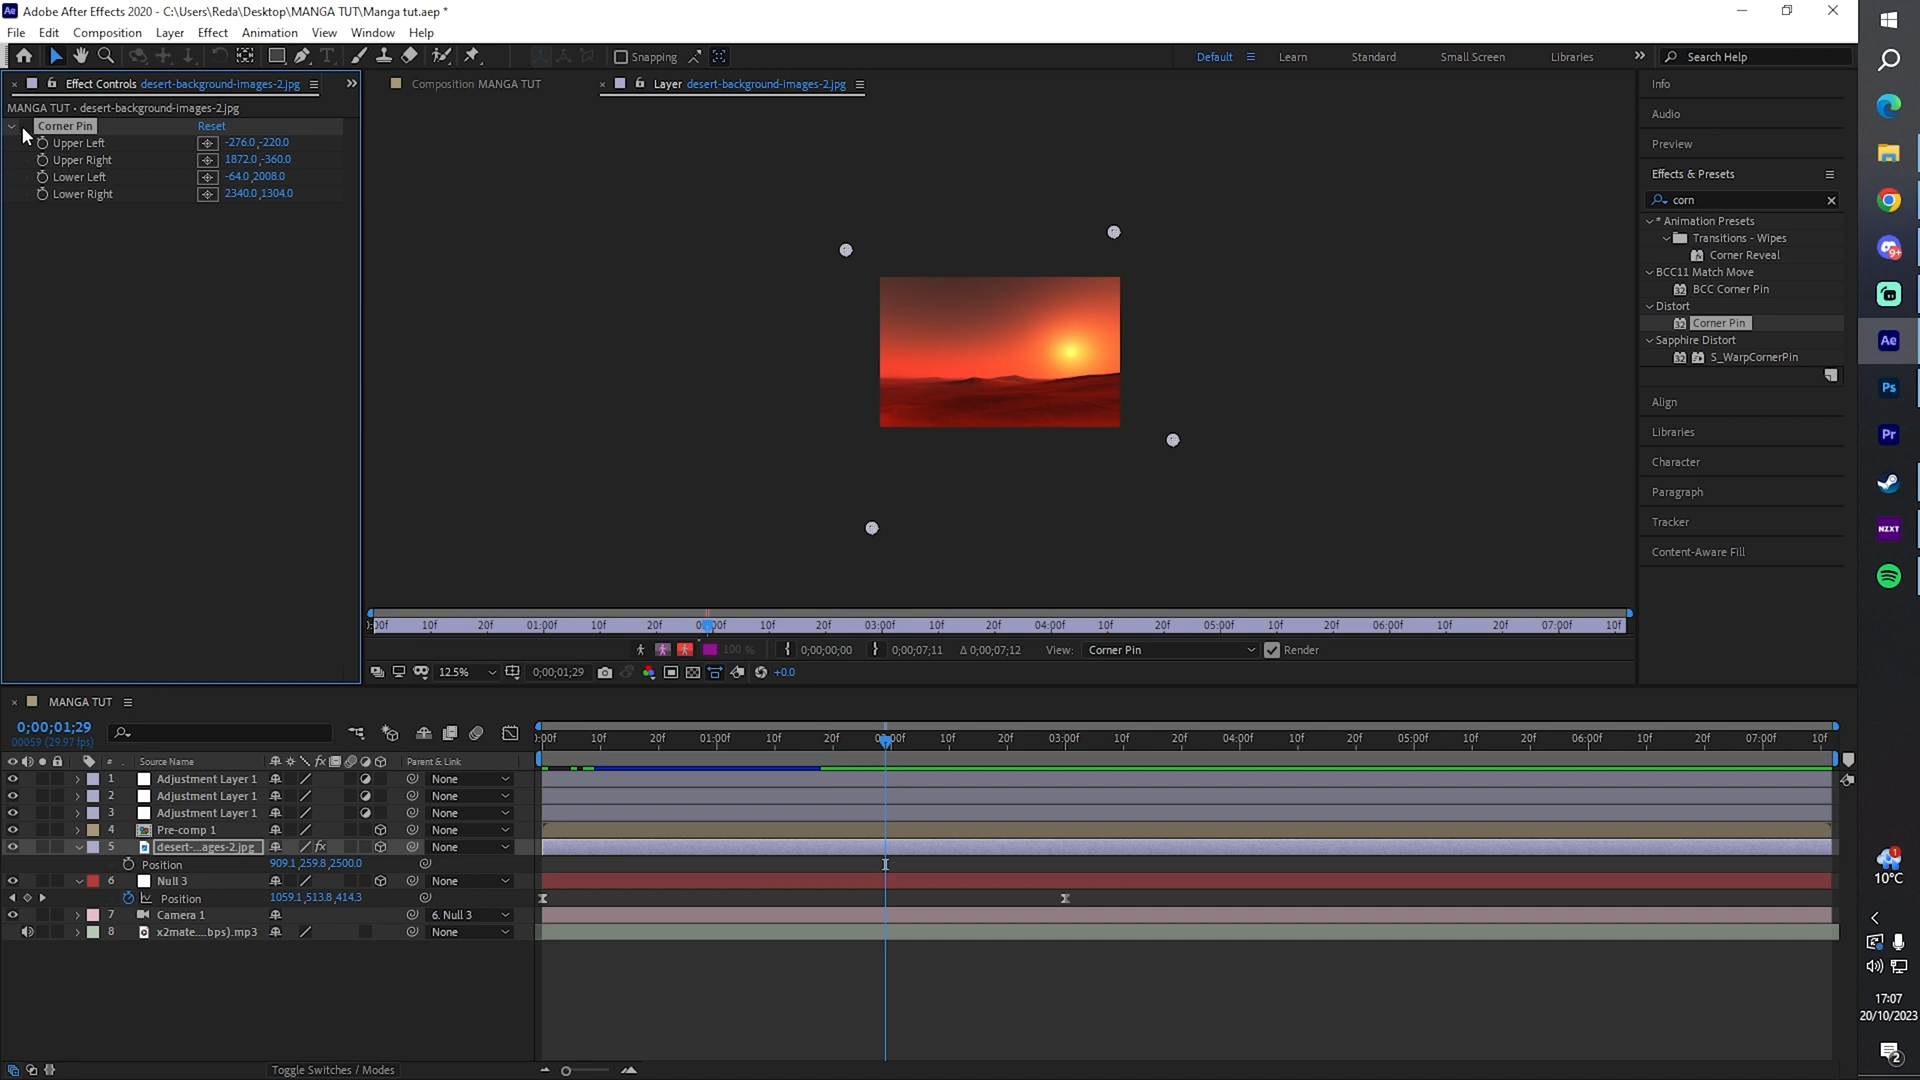 Adobe After Effects 2020 - C:\Users\Reda\Desktop\MANGA TUT\Manga tut.aep *
File Edit Composition Layer Effect Animation View Window Help
Snapping Default Learn Standard Small Screen Libraries Search Help
Effect Controls desert-background-images-2.jpg
Composition MANGA TUT
Layer desert-background-images-2.jpg
MANGA TUT • desert-background-images-2.jpg
Corner Pin Reset
Upper Left -276.0,-220.0
Upper Right 1872.0,-360.0
Lower Left -64.0,2008.0
Lower Right 2340.0,1304.0
Info
Audio
Preview
Effects & Presets
corn
* Animation Presets
Transitions - Wipes
Corner Reveal
BCC11 Match Move
BCC Corner Pin
Distort
Corner Pin
Sapphire Distort
S_WarpCornerPin
Align
Libraries
Character
Paragraph
Tracker
Content-Aware Fill
):00f 10f 20f 01:00f 10f 20f 10f 20f 03:00f 10f 20f 04:00f 10f 20f 05:00f 10f 20f 06:00f 10f 20f 07:00f 10f
100 % 0;00;00;00 0;00;07;11 Δ 0;00;07;12 View: Corner Pin Render
12.5% 0;00;01;29 +0.0
MANGA TUT
0;00;01;29
00059 (29.97 fps)
):00f 10f 20f 01:00f 10f 20f 10f 20f 03:00f 10f 20f 04:00f 10f 20f 05:00f 10f 20f 06:00f 10f 20f 07:00f 10f
# Source Name fx Parent & Link
1 Adjustment Layer 1 None
2 Adjustment Layer 1 None
3 Adjustment Layer 1 None
4 Pre-comp 1 None
5 desert-...ages-2.jpg fx None
Position 909.1,259.8,2500.0
6 Null 3 None
Position 1059.1,513.8,414.3
7 Camera 1 6. Null 3
8 x2mate....bps).mp3 None
Toggle Switches / Modes
Ae
Ps
Pr
NZXT
9+
1
10°C
17:07
20/10/2023
2